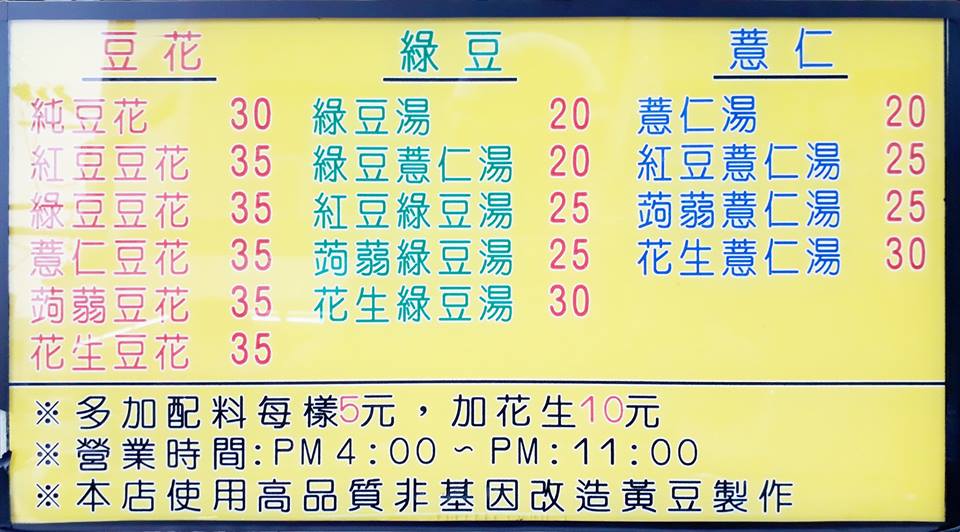 豆花
純豆花 30
紅豆豆花 35
綠豆豆花 35
薏仁豆花 35
蒟蒻豆花 35
花生豆花 35
綠豆
綠豆湯 20
綠豆薏仁湯 20
紅豆綠豆湯 25
蒟蒻綠豆湯 25
花生綠豆湯 30
薏仁
薏仁湯 20
紅豆薏仁湯 25
蒟蒻薏仁湯 25
花生薏仁湯 30
※多加配料每樣5元，加花生10元
※營業時間:PM4:00~PM:11:00
※本店使用高品質非基因改造黃豆製作